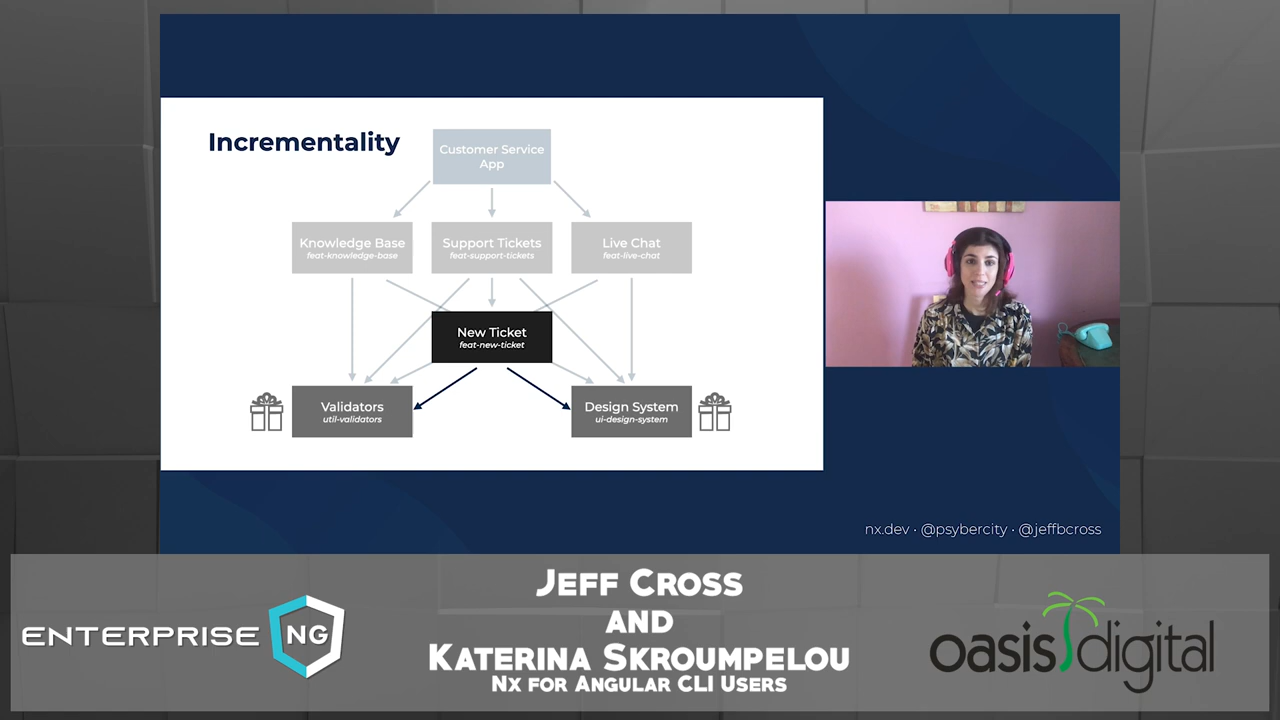 Incrementality
Customer Service
App
Knowledge Base
feat-knowledge-base
Support Tickets
feat-support-tickets
Live Chat
feat-live-chat
New Ticket
feat-new-ticket
Validators
util-validators
Design System
ui-design-system
nx.dev · @psybercity · @jeffbcross
ENTERPRISE NG
Jeff Cross
and
Katerina Skroumpelou
Nx for Angular CLI Users
oasis digital